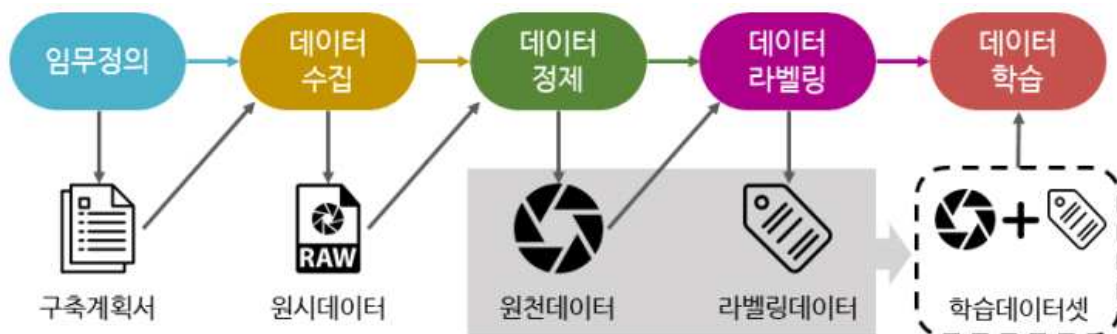 임무정의
데이터
수집
데이터
정제
데이터
라벨링
데이터
학습
RAW
구축계획서
원시데이터
원천데이터
라벨링데이터
학습데이터셋